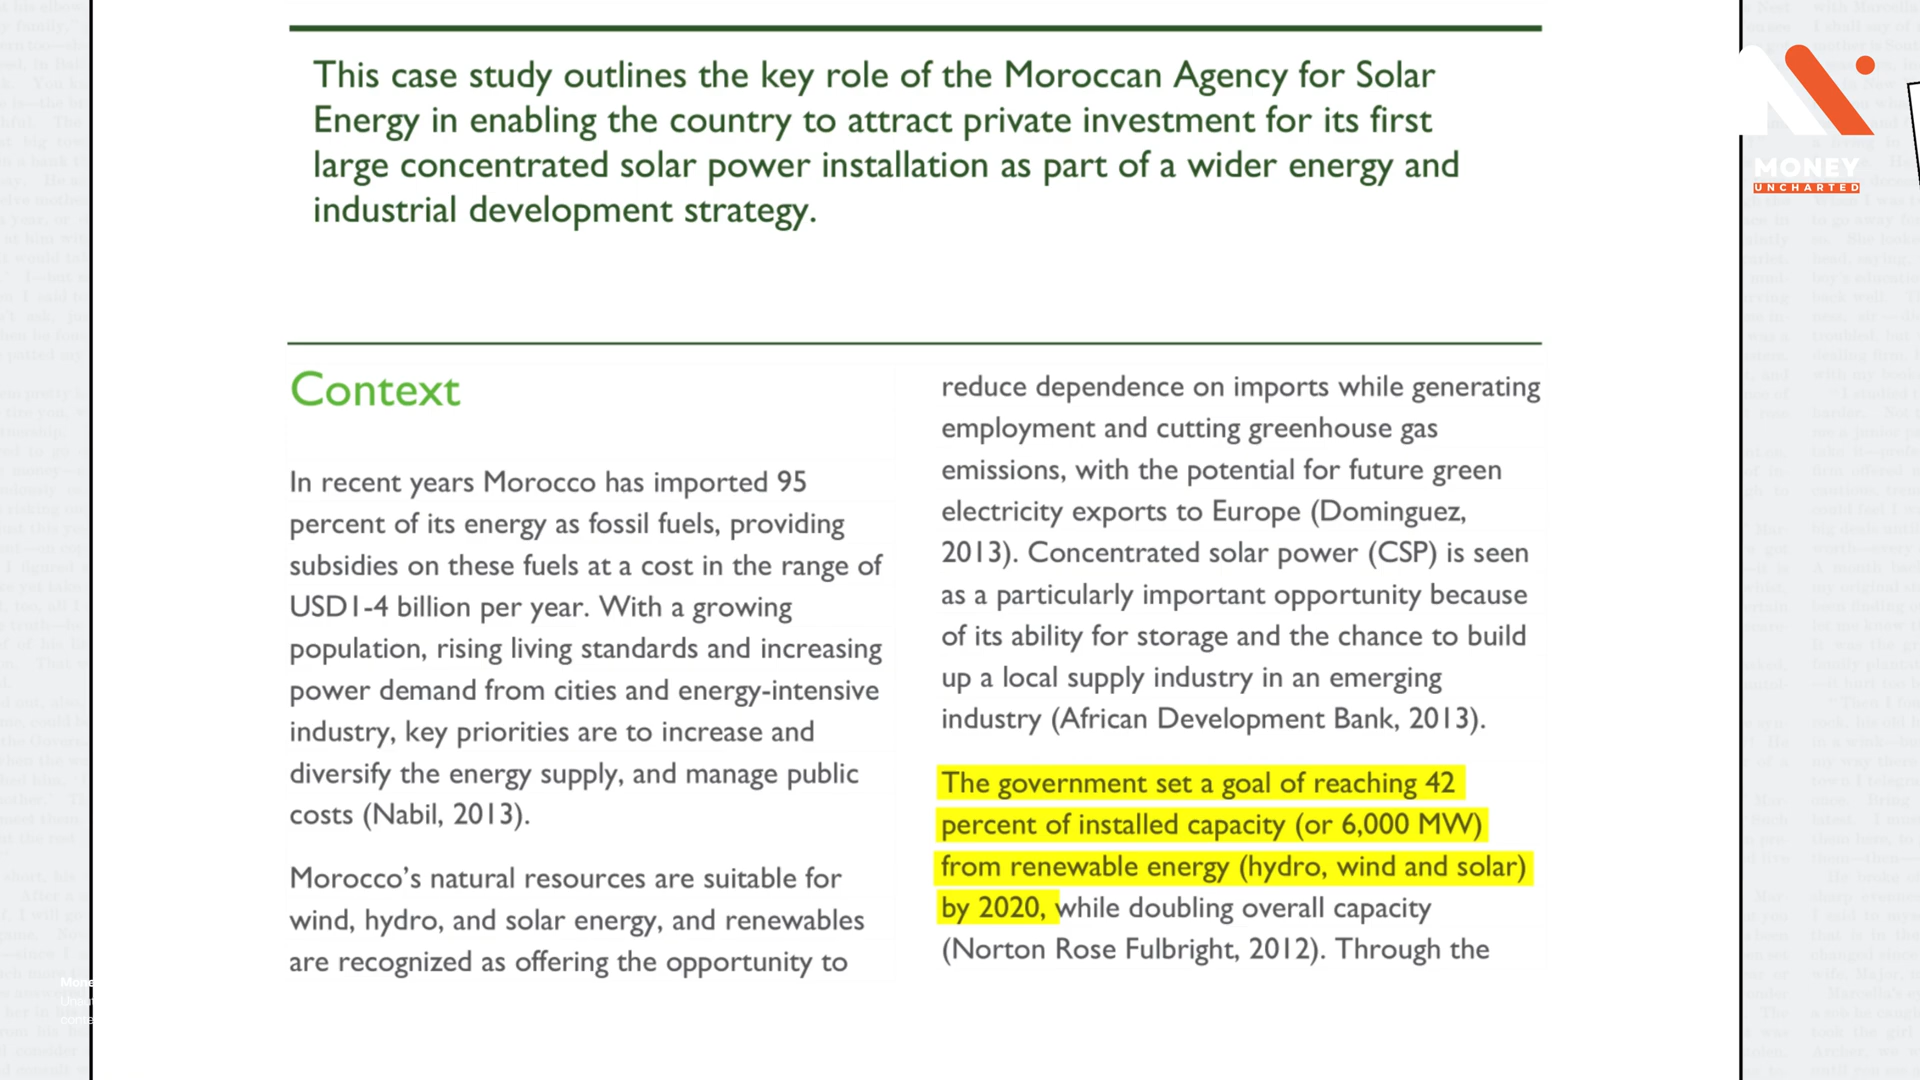 This case study outlines the key role of the Moroccan Agency for Solar
Energy in enabling the country to attract private investment for its first
large concentrated solar power installation as part of a wider energy and
industrial development strategy.
Context
In recent years Morocco has imported 95
percent of its energy as fossil fuels, providing
subsidies on these fuels at a cost in the range of
USD1-4 billion per year. With a growing
population, rising living standards and increasing
power demand from cities and energy-intensive
industry, key priorities are to increase and
diversify the energy supply, and manage public
costs (Nabil, 2013).
Morocco’s natural resources are suitable for
wind, hydro, and solar energy, and renewables
are recognized as offering the opportunity to
reduce dependence on imports while generating
employment and cutting greenhouse gas
emissions, with the potential for future green
electricity exports to Europe (Dominguez,
2013). Concentrated solar power (CSP) is seen
as a particularly important opportunity because
of its ability for storage and the chance to build
up a local supply industry in an emerging
industry (African Development Bank, 2013).
The government set a goal of reaching 42
percent of installed capacity (or 6,000 MW)
from renewable energy (hydro, wind and solar)
by 2020, while doubling overall capacity
(Norton Rose Fulbright, 2012). Through the
MONEY
UNCHARTED